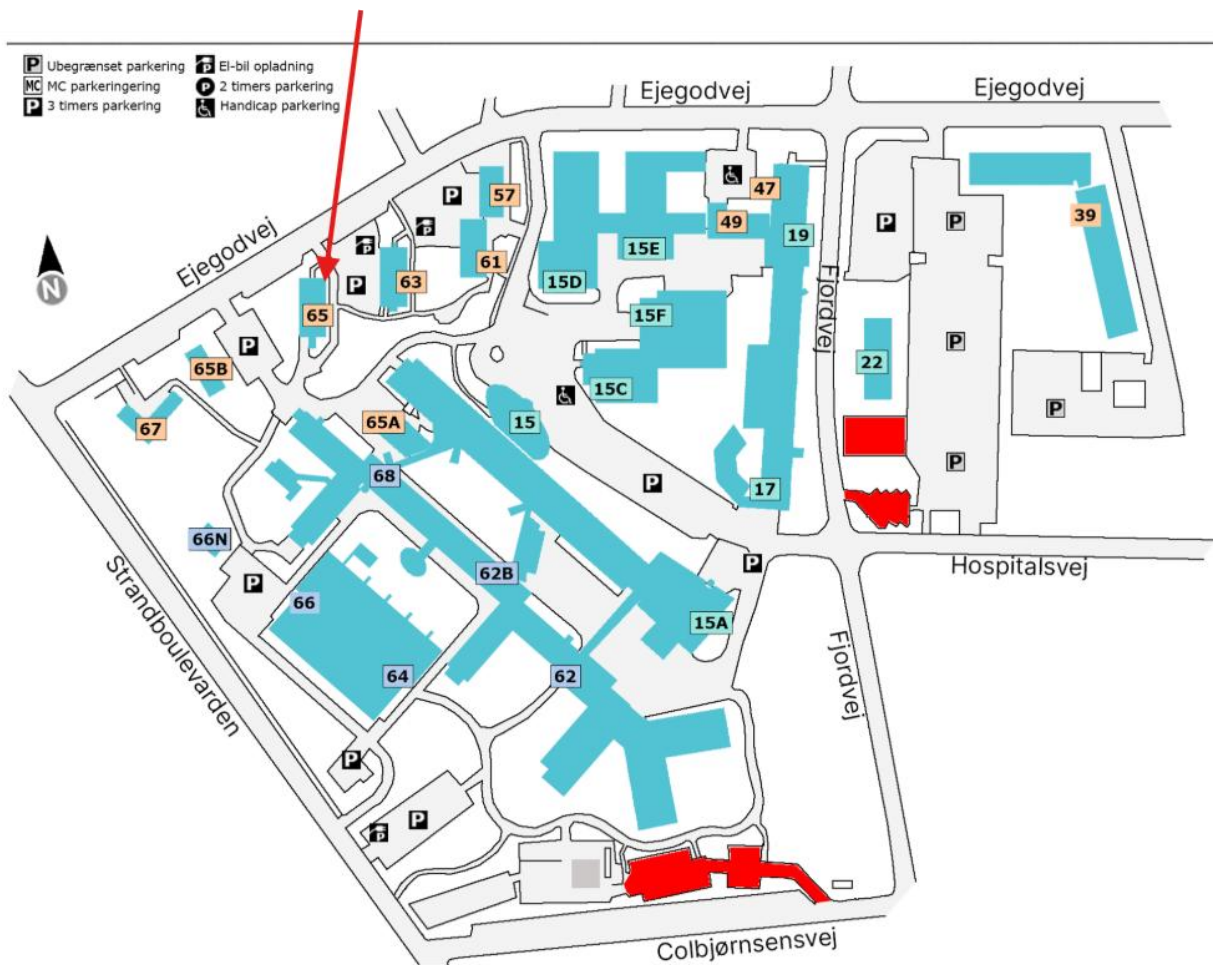 P Ubegrænset parkering
El-bil opladning
MC MC parkeringering
P 2 timers parkering
P 3 timers parkering
Handicap parkering
Ejegodvej
Ejegodvej
Ejegodvej
N
57
P
47
49
39
19
P
P
15E
61
63
15D
P
65
15F
Fjordvej
22
P
P
65B
15C
P
65A
15
67
68
P
17
P
66N
Hospitalsvej
P
62B
P
66
15A
Strandboulevarden
64
62
Fjordvej
P
P
Colbjørnsensvej